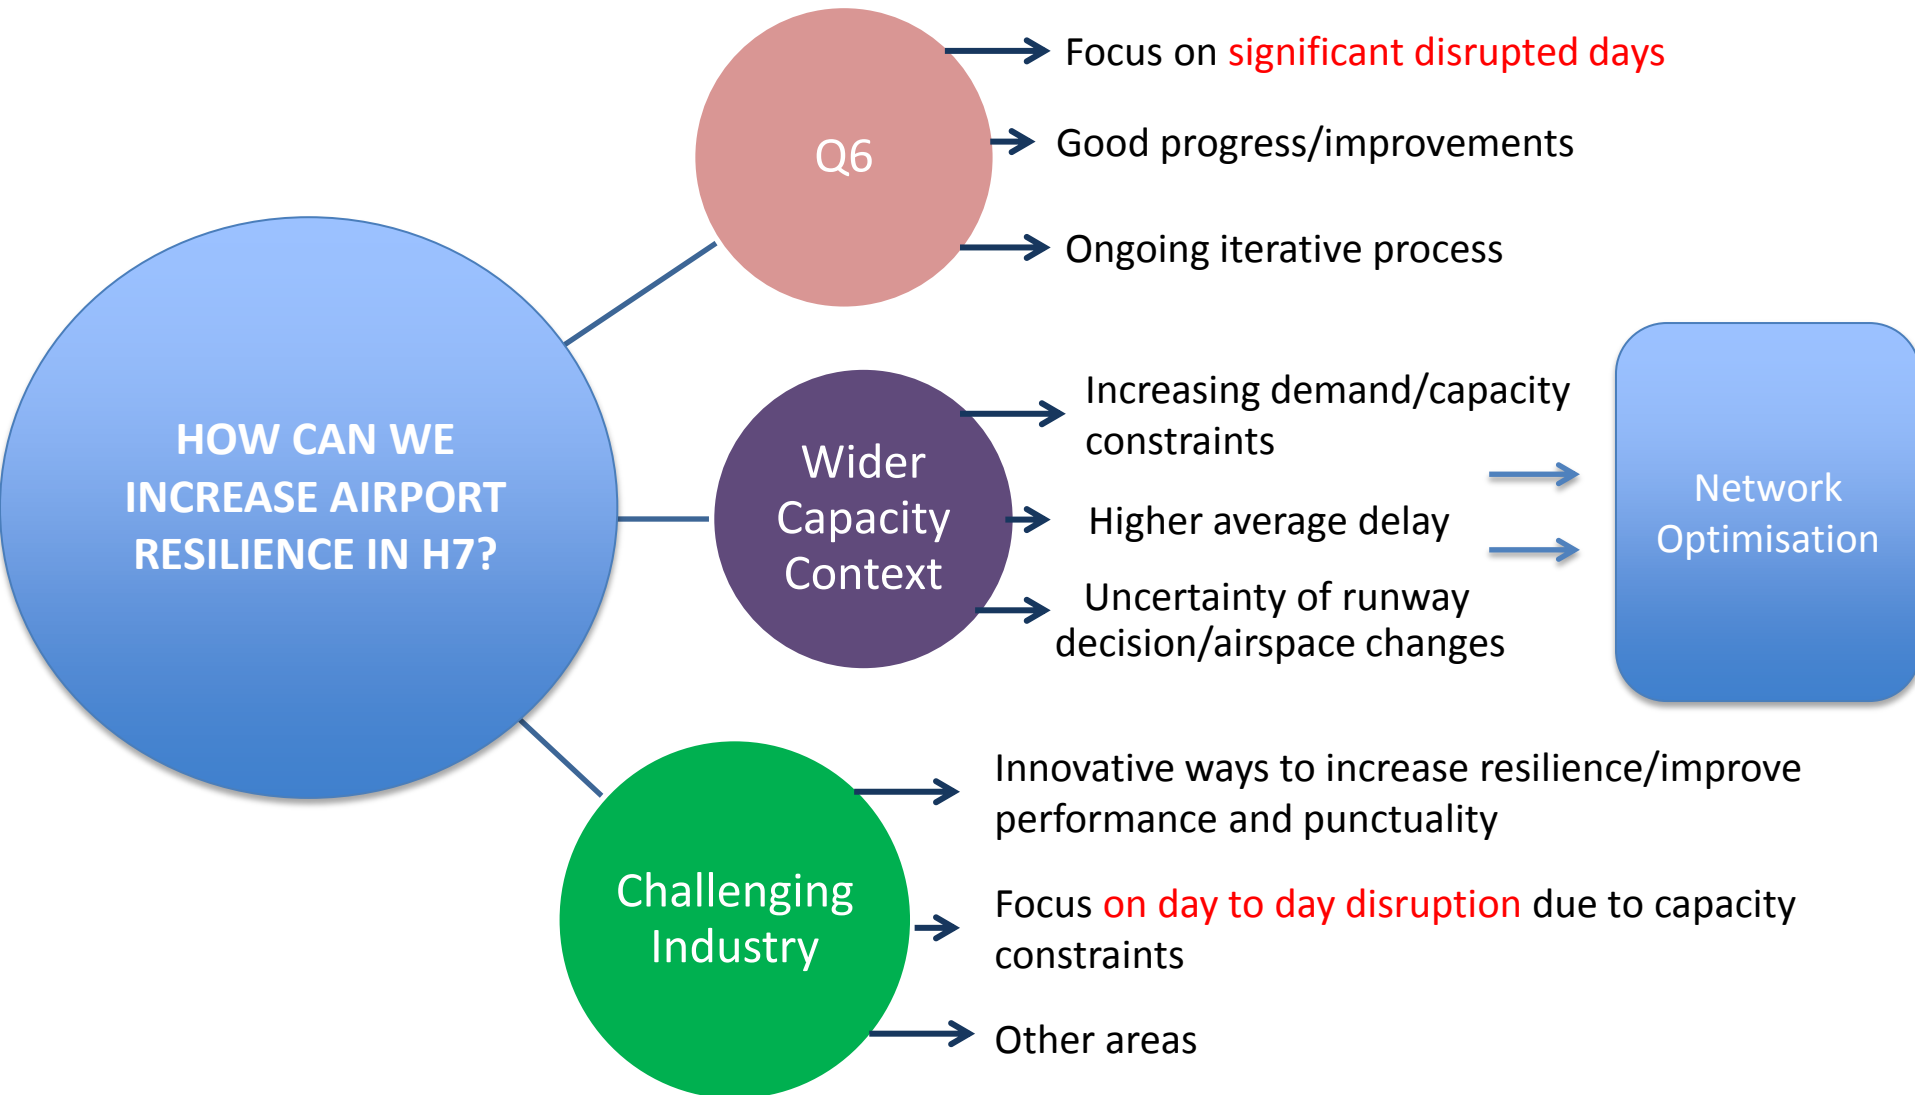 HOW CAN WE
INCREASE AIRPORT
RESILIENCE IN H7?
Q6
Focus on significant disrupted days
Good progress/improvements
Ongoing iterative process
Wider
Capacity
Context
Increasing demand/capacity
constraints
Higher average delay
Uncertainty of runway
decision/airspace changes
Network
Optimisation
Challenging
Industry
Innovative ways to increase resilience/improve
performance and punctuality
Focus on day to day disruption due to capacity
constraints
Other areas